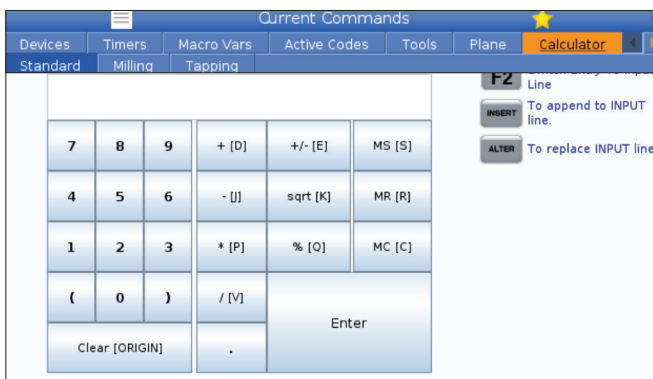 Current Commands
Devices Timers Macro Vars Active Codes Tools Plane Calculator
Standard Milling Tapping
F2
Line
INSERT To append to INPUT
line.
ALTER To replace INPUT line
7 8 9 + [D] +/- [E] MS [S]
4 5 6 - [J] sqrt [K] MR [R]
1 2 3 * [P] % [Q] MC [C]
( 0 ) / [V] Enter
Clear [ORIGIN] .